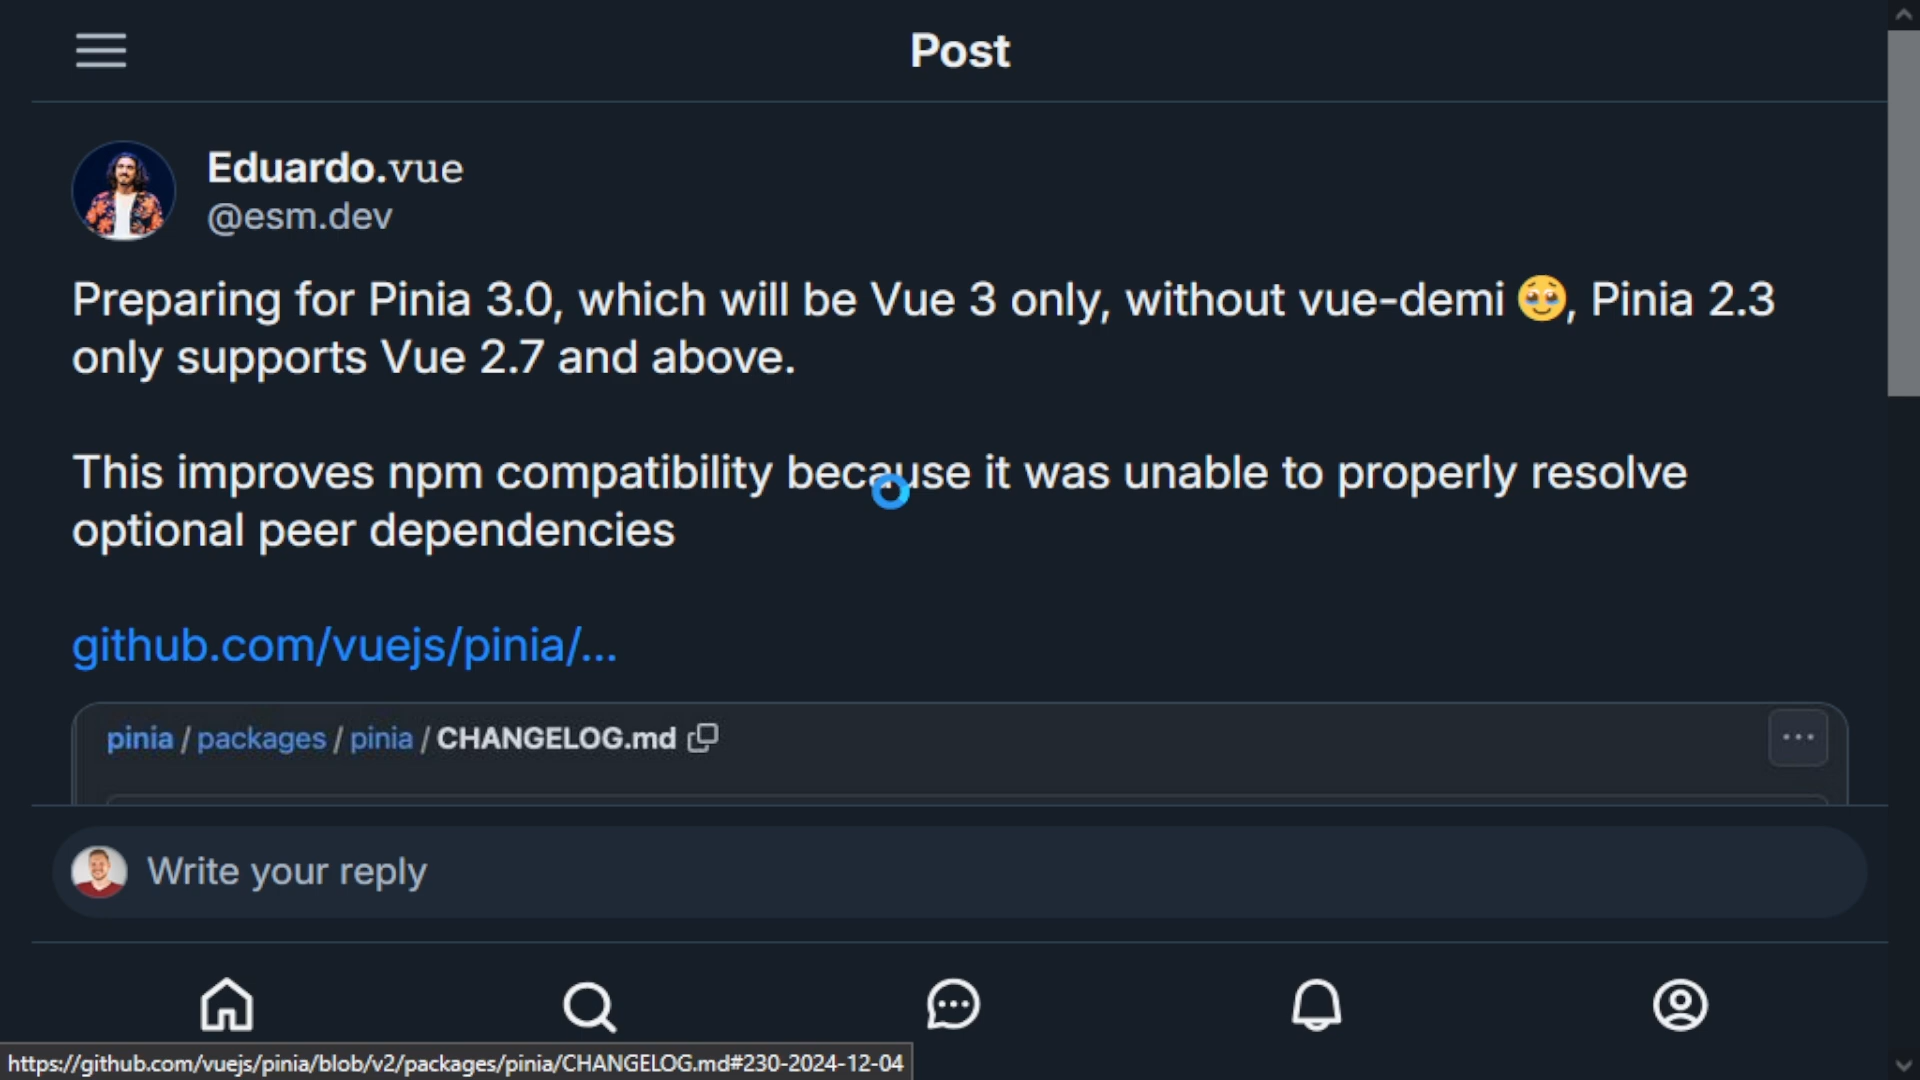 Post
Eduardo.vue
@esm.dev
Preparing for Pinia 3.0, which will be Vue 3 only, without vue-demi 🥹, Pinia 2.3
only supports Vue 2.7 and above.
This improves npm compatibility because it was unable to properly resolve
optional peer dependencies
github.com/vuejs/pinia/...
pinia / packages / pinia / CHANGELOG.md
Write your reply
https://github.com/vuejs/pinia/blob/v2/packages/pinia/CHANGELOG.md#230-2024-12-04